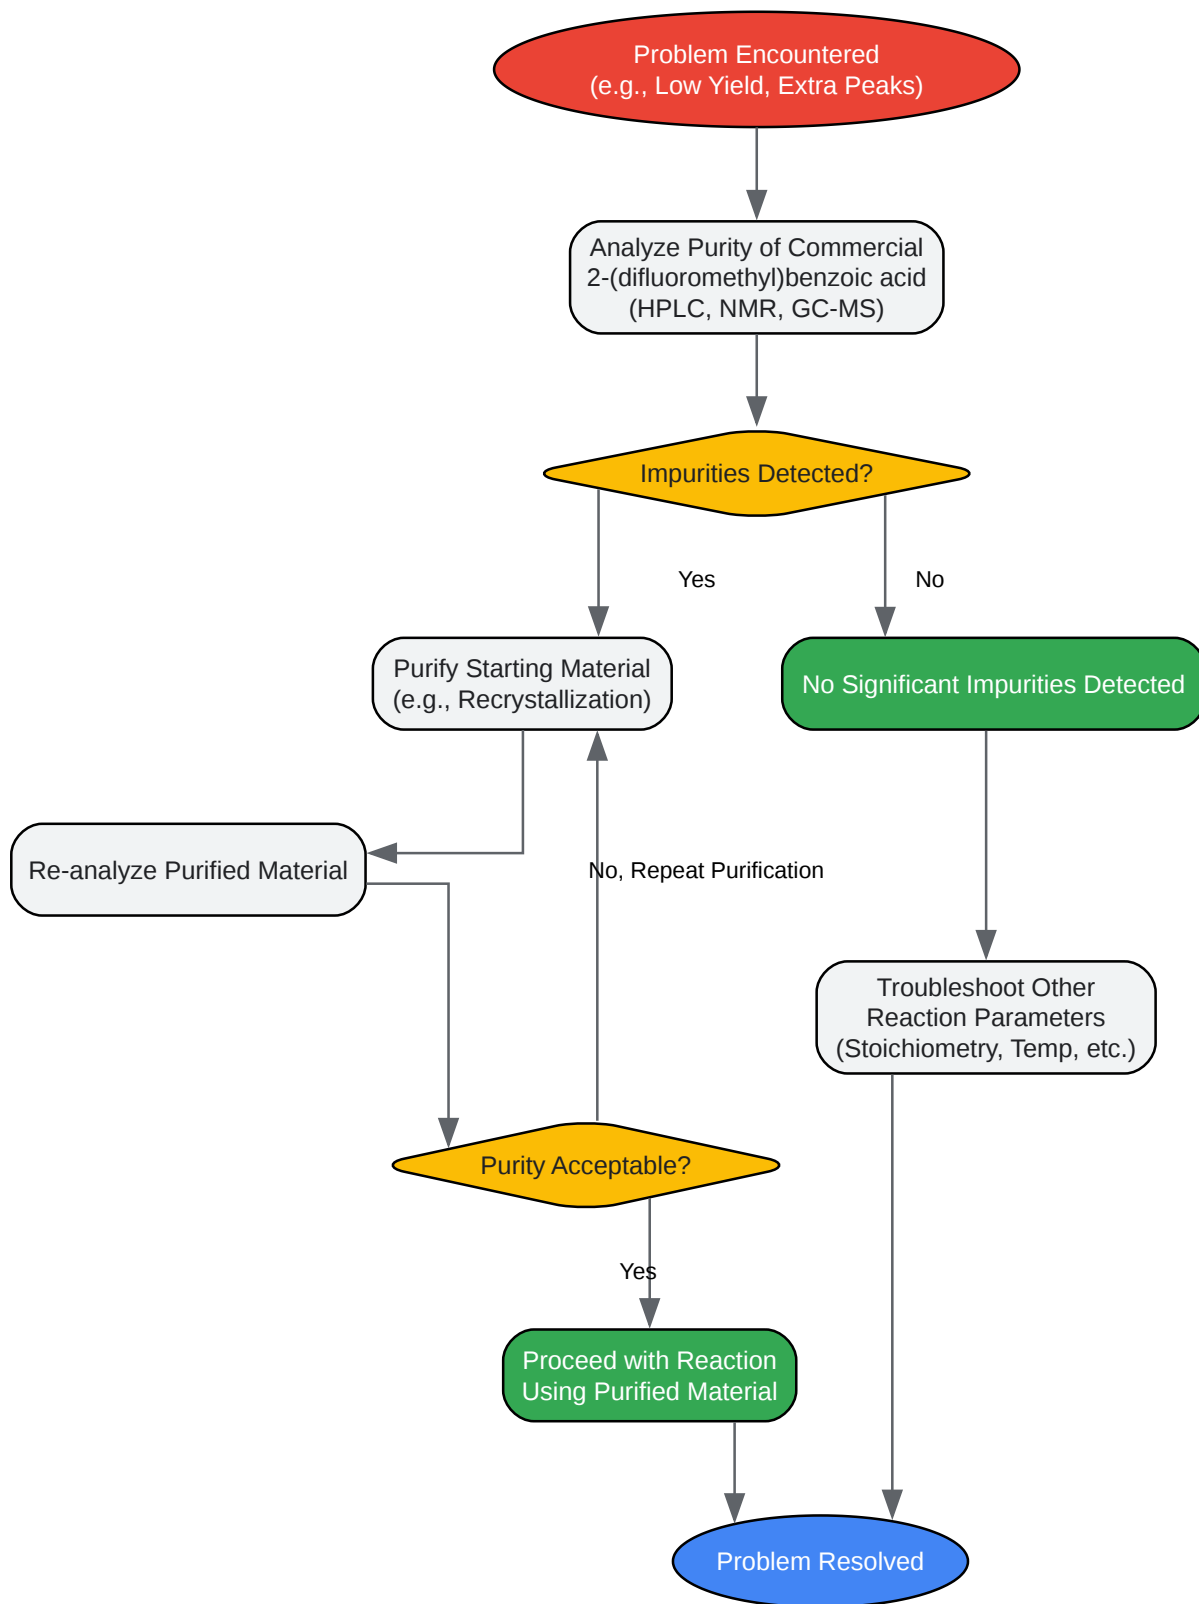 Problem Encountered
(e.g., Low Yield, Extra Peaks)
Analyze Purity of Commercial
2-(difluoromethyl)benzoic acid
(HPLC, NMR, GC-MS)
Impurities Detected?
Yes
No
Purify Starting Material
(e.g., Recrystallization)
No Significant Impurities Detected
Re-analyze Purified Material
No, Repeat Purification
Troubleshoot Other
Reaction Parameters
(Stoichiometry, Temp, etc.)
Purity Acceptable?
Yes
Proceed with Reaction
Using Purified Material
Problem Resolved